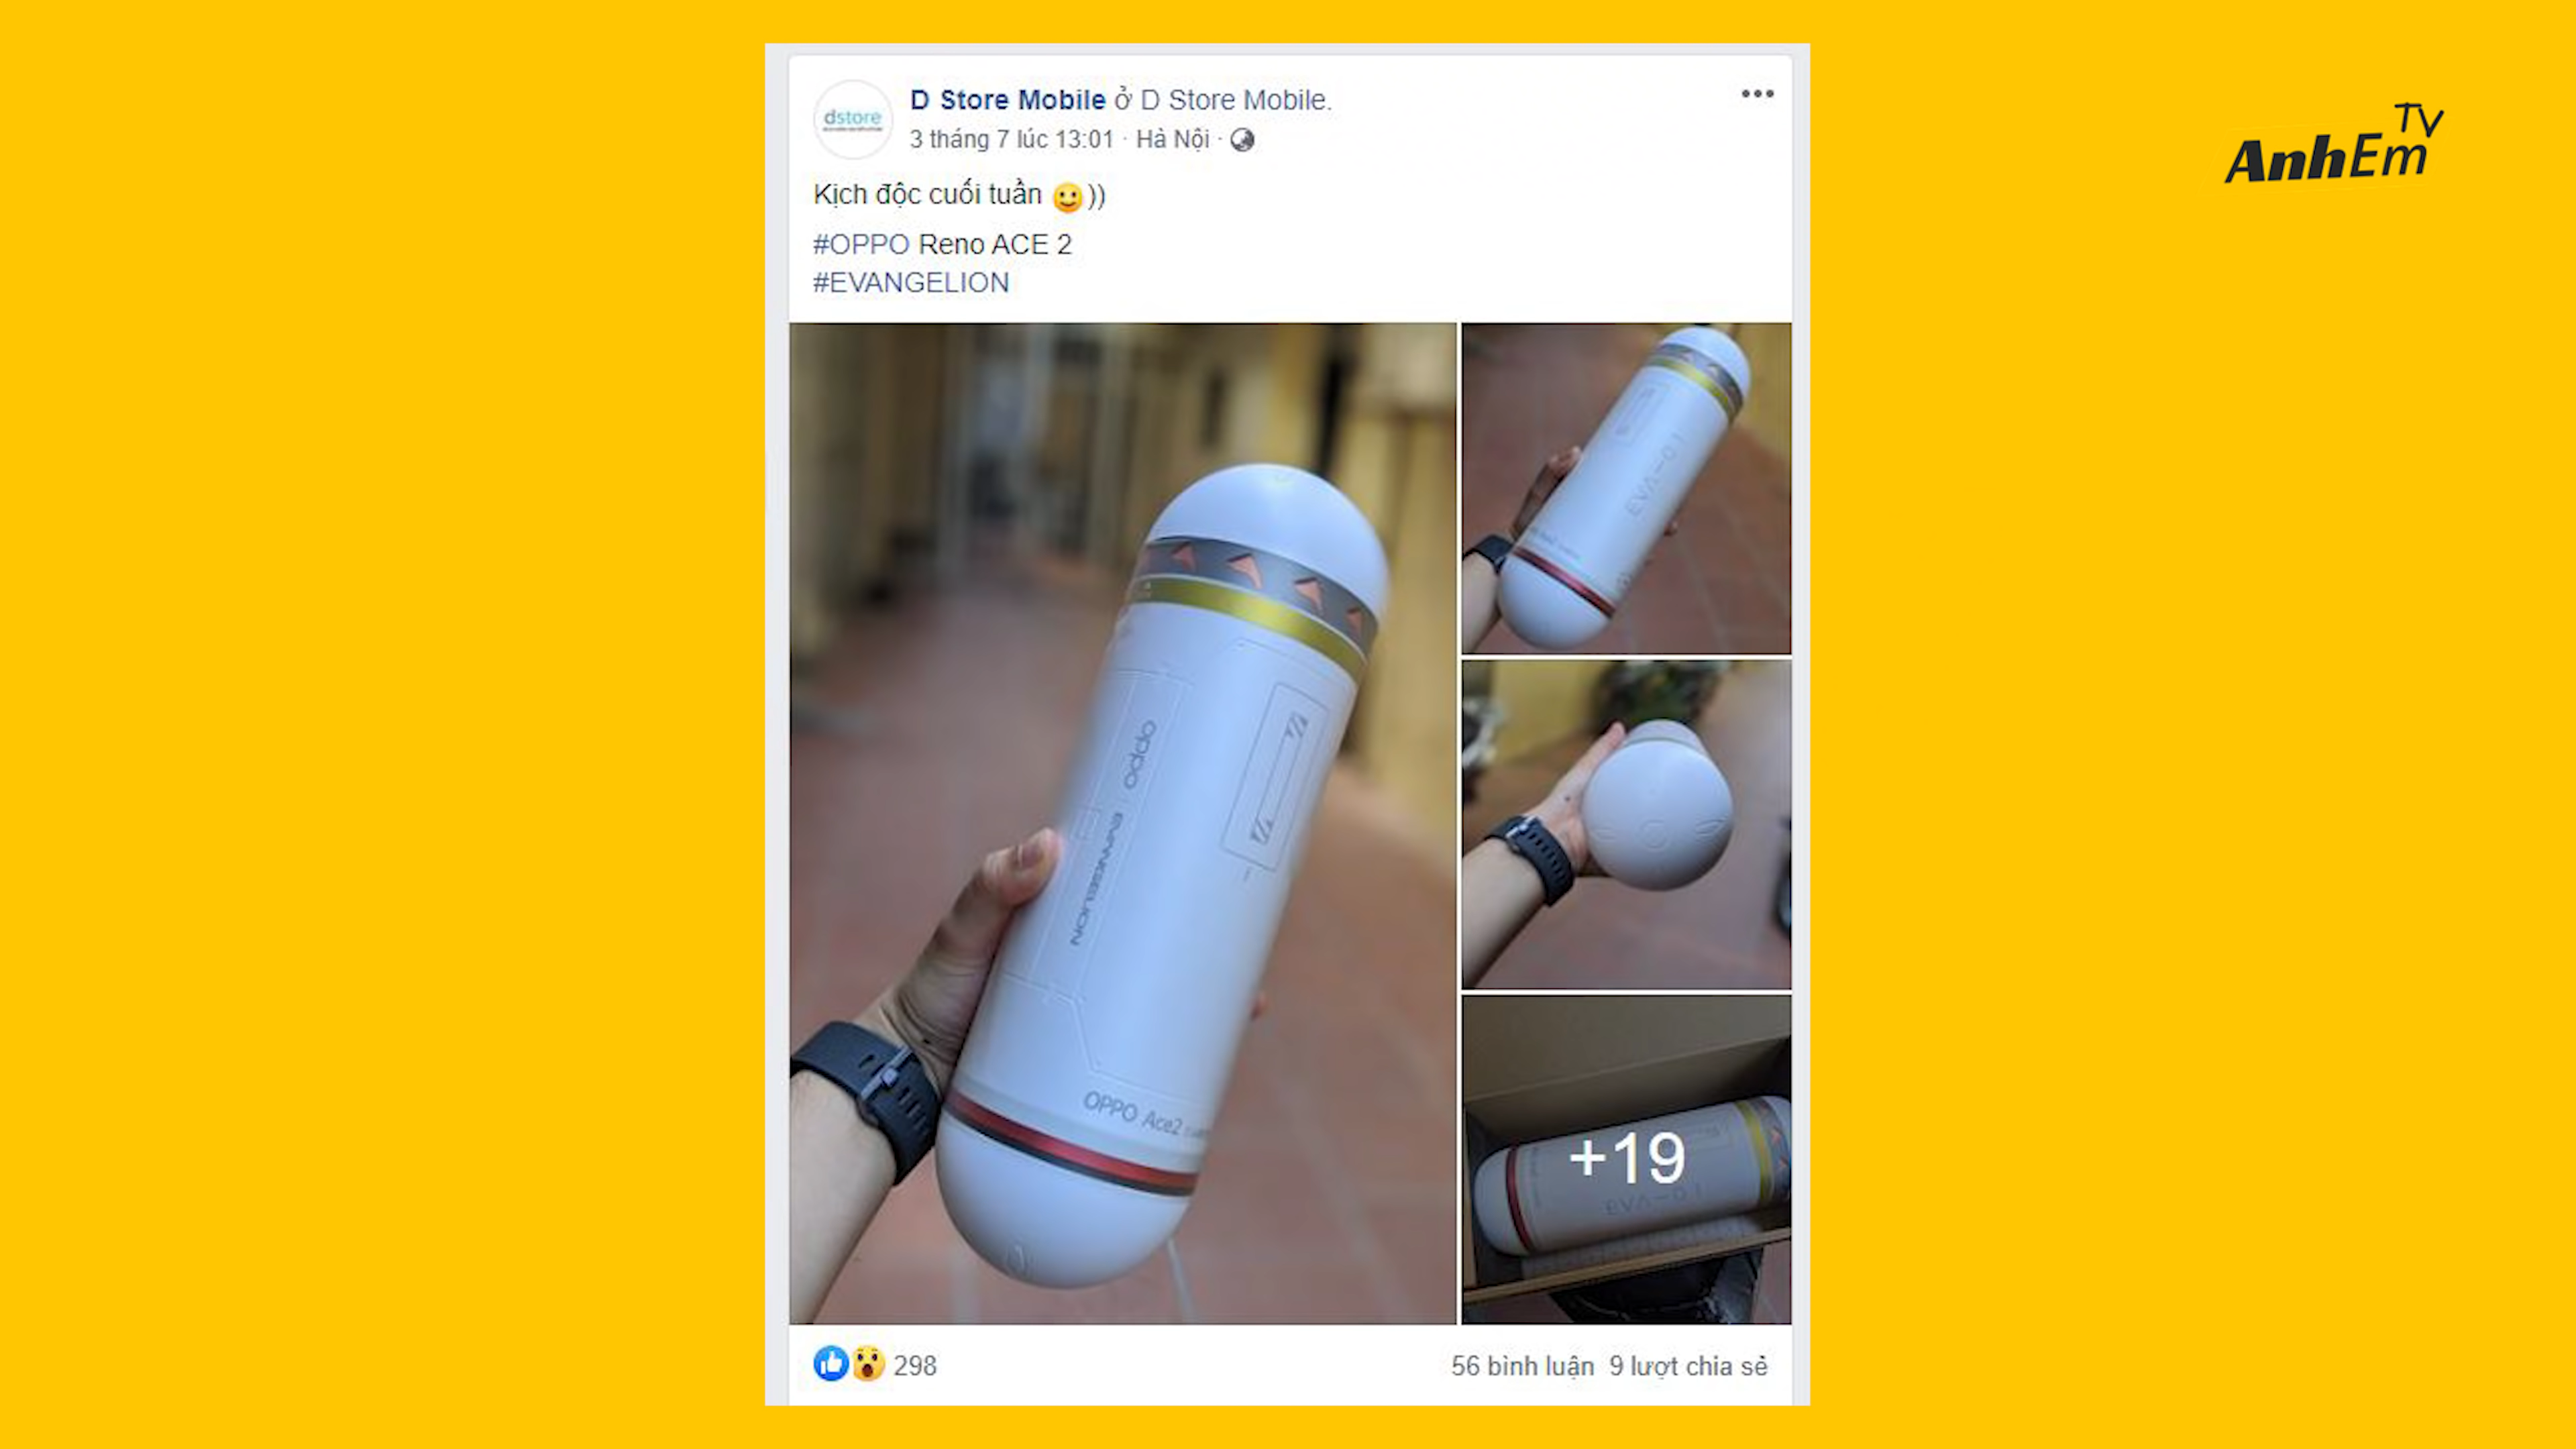 D Store Mobile ở D Store Mobile.
dstore
3 tháng 7 lúc 13:01 · Hà Nội ·
AnhEm TV
Kịch độc cuối tuần 🙂))
#OPPO Reno ACE 2
#EVANGELION
oppo
EVANGELION
OPPO Ace2
EVA-01
+19
EVA-01
298
56 bình luận 9 lượt chia sẻ